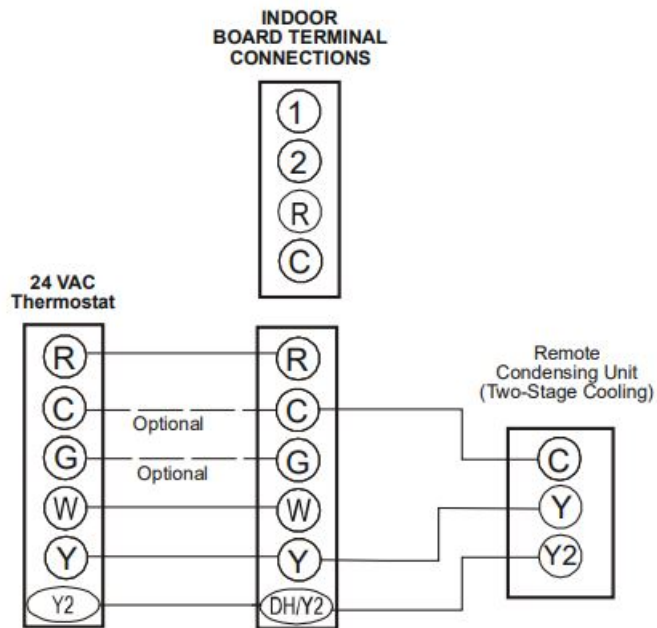 INDOOR
BOARD TERMINAL
CONNECTIONS
1
2
R
C
24 VAC
Thermostat
R
C
G
W
Y
Y2
Optional
Optional
R
C
G
W
Y
DH/Y2
Remote
Condensing Unit
(Two-Stage Cooling)
C
Y
Y2